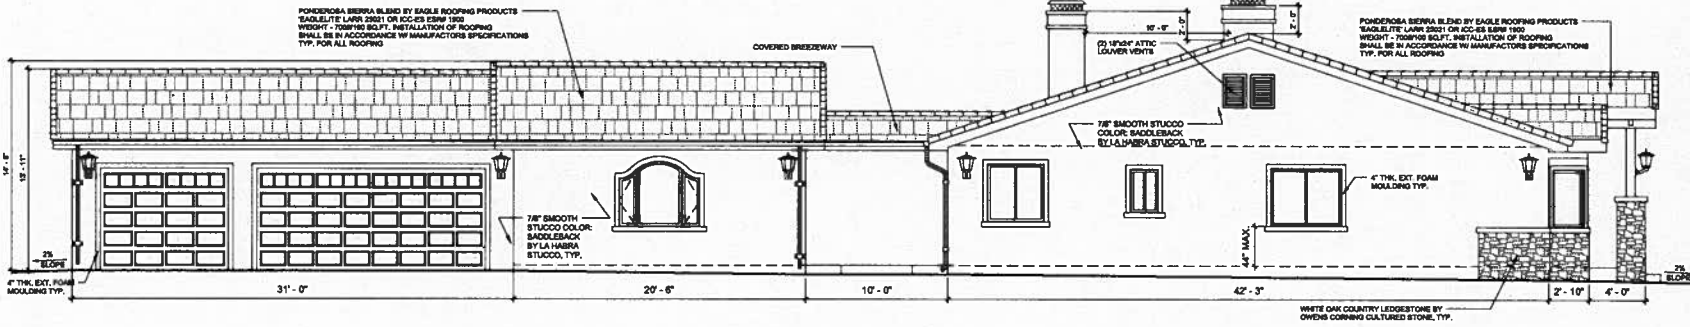 PONDEROSA SIERRA BLEND BY EAGLE ROOFING PRODUCTS
'EAGLELITE' LARR 25021 OR ICC-ES ESR# 1900
WEIGHT - 700#/100 SQ.FT. INSTALLATION OF ROOFING
SHALL BE IN ACCORDANCE W/ MANUFACTORS SPECIFICATIONS
TYP. FOR ALL ROOFING
COVERED BREEZEWAY
10' - 0"
2' - 0"
2' - 0"
(2) 18"x24" ATTIC
LOUVER VENTS
PONDEROSA SIERRA BLEND BY EAGLE ROOFING PRODUCTS
'EAGLELITE' LARR 25021 OR ICC-ES ESR# 1900
WEIGHT - 700#/100 SQ.FT. INSTALLATION OF ROOFING
SHALL BE IN ACCORDANCE W/ MANUFACTORS SPECIFICATIONS
TYP. FOR ALL ROOFING
13' - 11"
7/8" SMOOTH STUCCO
COLOR: SADDLEBACK
BY LA HABRA STUCCO, TYP.
4" THK. EXT. FOAM
MOULDING TYP.
7/8" SMOOTH
STUCCO COLOR:
SADDLEBACK
BY LA HABRA
STUCCO, TYP.
44" MAX.
2%
SLOPE
2%
SLOPE
4" THK. EXT. FOAM
MOULDING TYP.
31' - 0"
20' - 6"
10' - 0"
42' - 3"
2' - 10"
4' - 0"
WHITE OAK COUNTRY LEDGESTONE BY
OWENS CORNING CULTURED STONE, TYP.